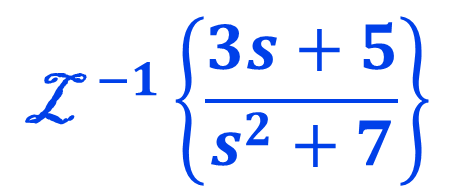 ℒ⁻¹ { (3s + 5) / (s² + 7) }